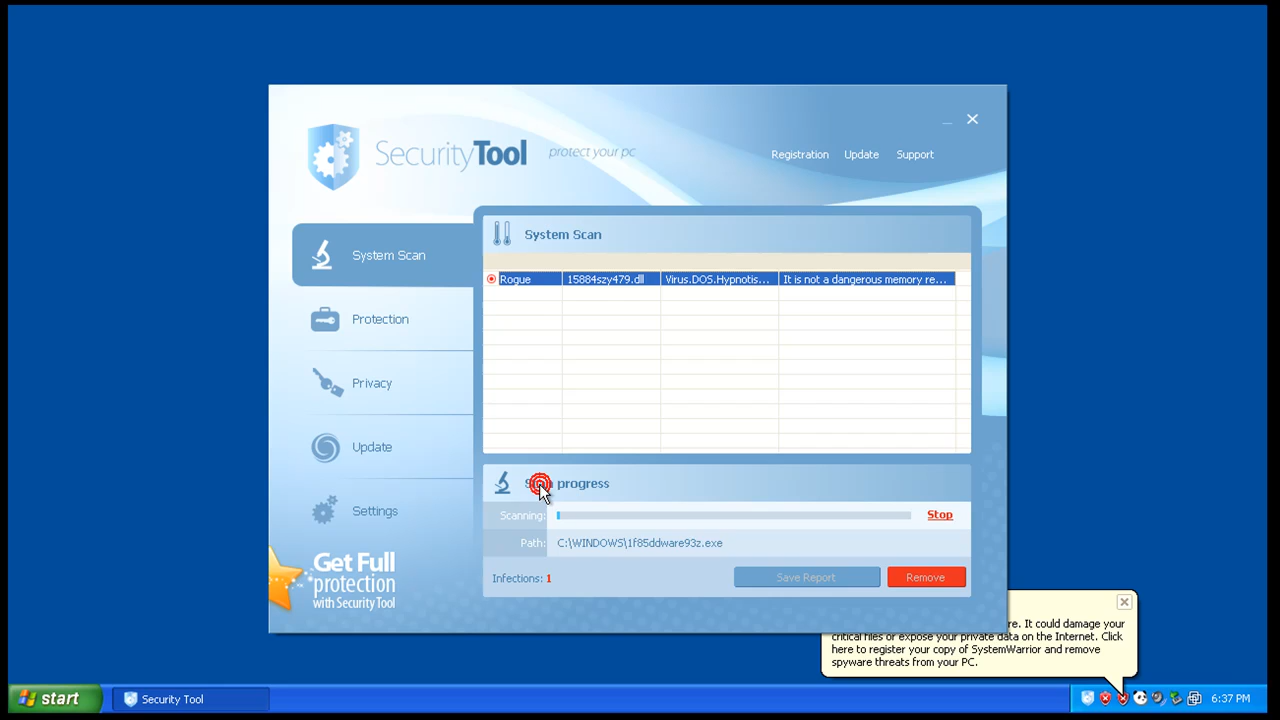 SecurityTool protect your pc
Registration Update Support
System Scan
System Scan
Rogue 15884szy479.dll Virus.DOS.Hypnotis... It is not a dangerous memory re...
Protection
Privacy
Update
Settings
progress
Scanning: Stop
Path: C:\WINDOWS\1f85ddware93z.exe
Infections: 1 Save Report Remove
Get Full
protection
with SecurityTool
re. It could damage your
critical files or expose your private data on the Internet. Click
here to register your copy of SystemWarrior and remove
spyware threats from your PC.
start Security Tool 6:37 PM